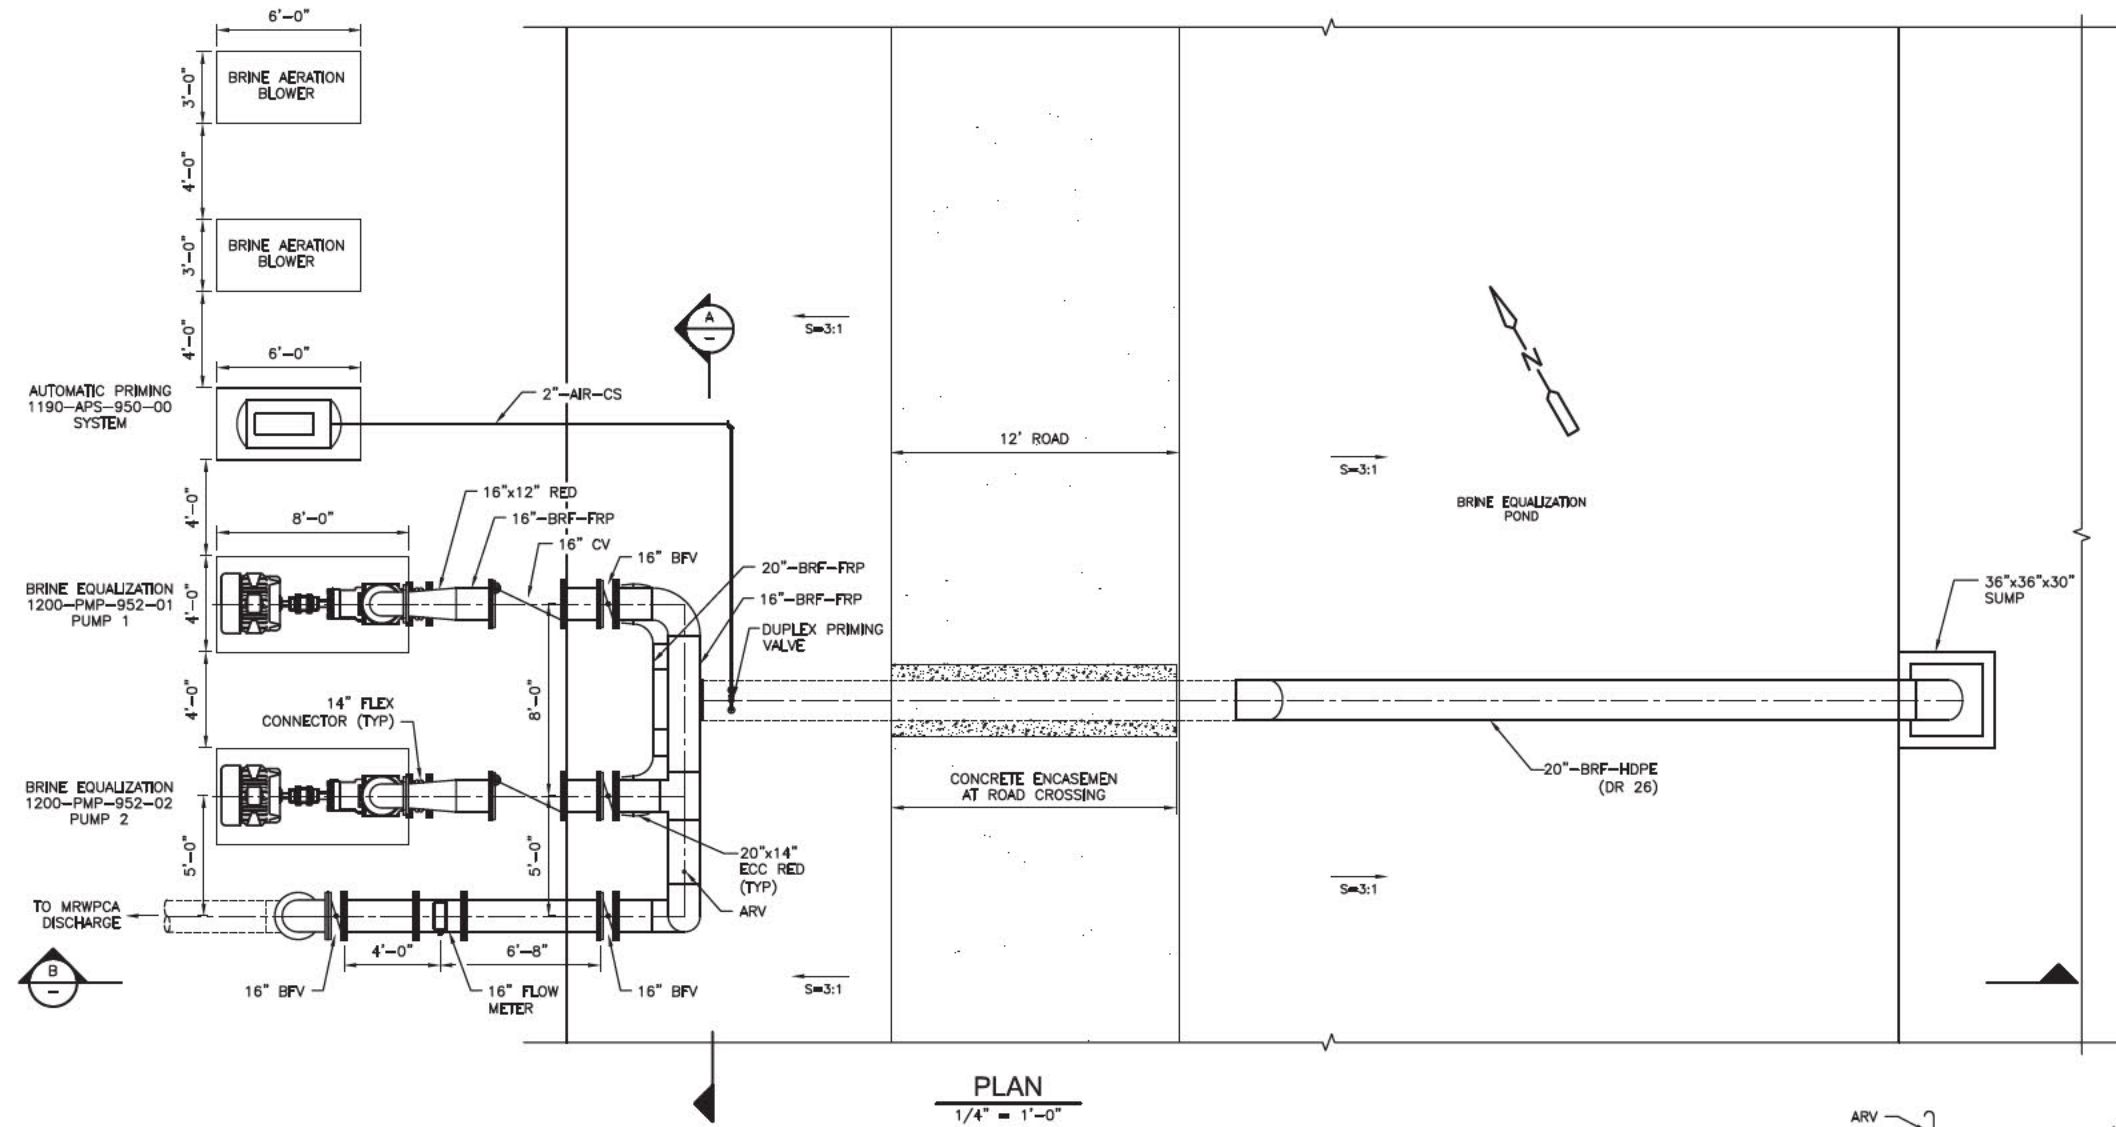 6'-0"
BRINE AERATION
BLOWER
3'-0"
4'-0"
BRINE AERATION
BLOWER
3'-0"
4'-0"
A
-
S=3:1
N
6'-0"
AUTOMATIC PRIMING
1190-APS-950-00
SYSTEM
2"-AIR-CS
12' ROAD
S=3:1
BRINE EQUALIZATION
POND
4'-0"
8'-0"
16"x12" RED
16"-BRF-FRP
16" CV
16" BFV
20"-BRF-FRP
16"-BRF-FRP
DUPLEX PRIMING
VALVE
BRINE EQUALIZATION
1200-PMP-952-01
PUMP 1
4'-0"
36"x36"x30"
SUMP
4'-0"
14" FLEX
CONNECTOR (TYP)
8'-0"
BRINE EQUALIZATION
1200-PMP-952-02
PUMP 2
CONCRETE ENCASEMEN
AT ROAD CROSSING
20"-BRF-HDPE
(DR 26)
5'-0"
5'-0"
20"x14"
ECC RED
(TYP)
ARV
S=3:1
TO MRWPCA
DISCHARGE
4'-0"
6'-8"
B
-
16" BFV
16" FLOW
METER
16" BFV
S=3:1
PLAN
1/4" = 1'-0"
ARV